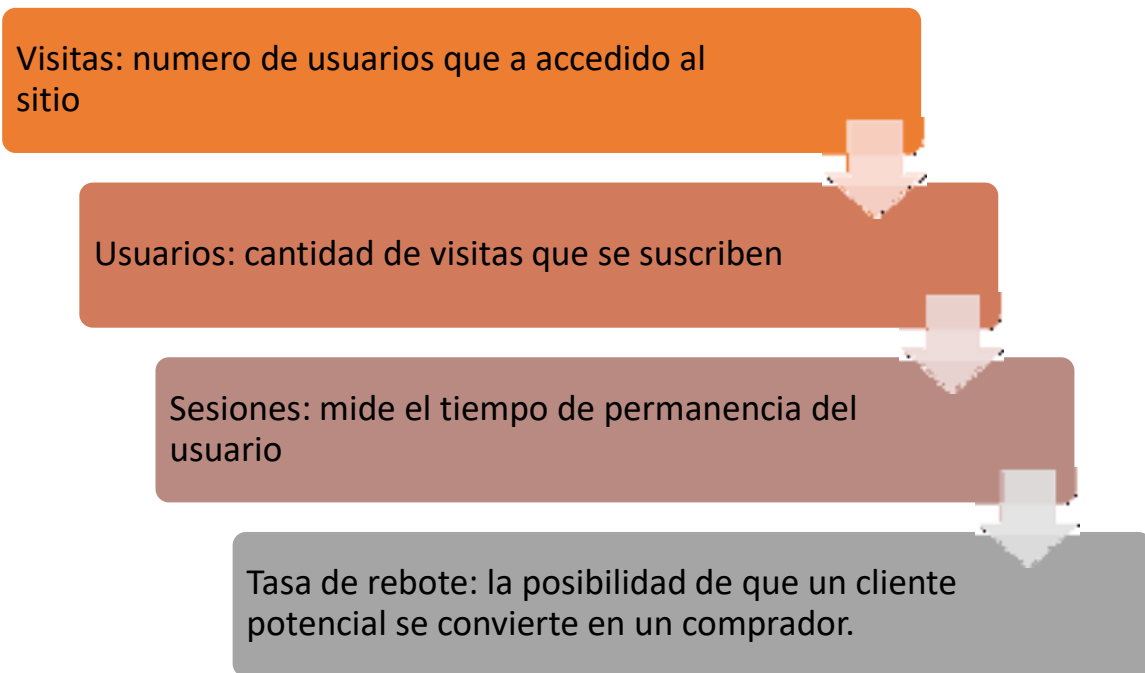 Visitas: numero de usuarios que a accedido al
sitio
Usuarios: cantidad de visitas que se suscriben
Sesiones: mide el tiempo de permanencia del
usuario
Tasa de rebote: la posibilidad de que un cliente
potencial se convierte en un comprador.